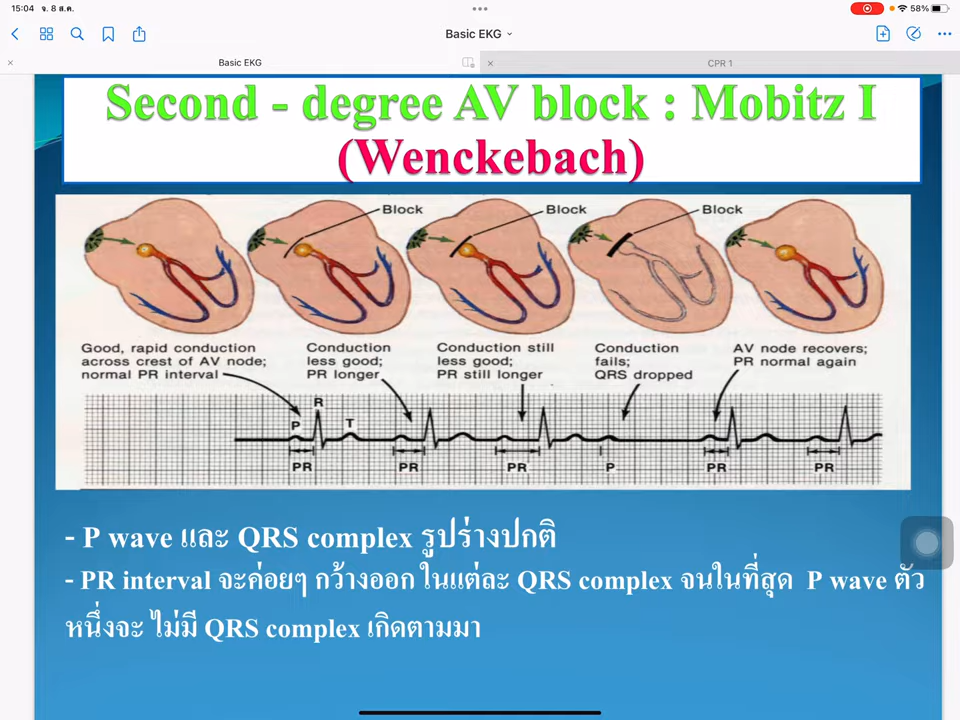 15:04 จ. 8 ส.ค.
58%
Basic EKG
Basic EKG
CPR 1
Second - degree AV block : Mobitz I
(Wenckebach)
Block
Block
Block
Good, rapid conduction
across crest of AV node;
normal PR interval
Conduction
less good;
PR longer
Conduction still
less good;
PR still longer
Conduction
fails;
QRS dropped
AV node recovers;
PR normal again
R
P
T
PR
PR
PR
P
PR
PR
- P wave และ QRS complex รูปร่างปกติ
- PR interval จะค่อยๆ กว้างออก ในแต่ละ QRS complex จนในที่สุด P wave ตัว
หนึ่งจะ ไม่มี QRS complex เกิดตามมา